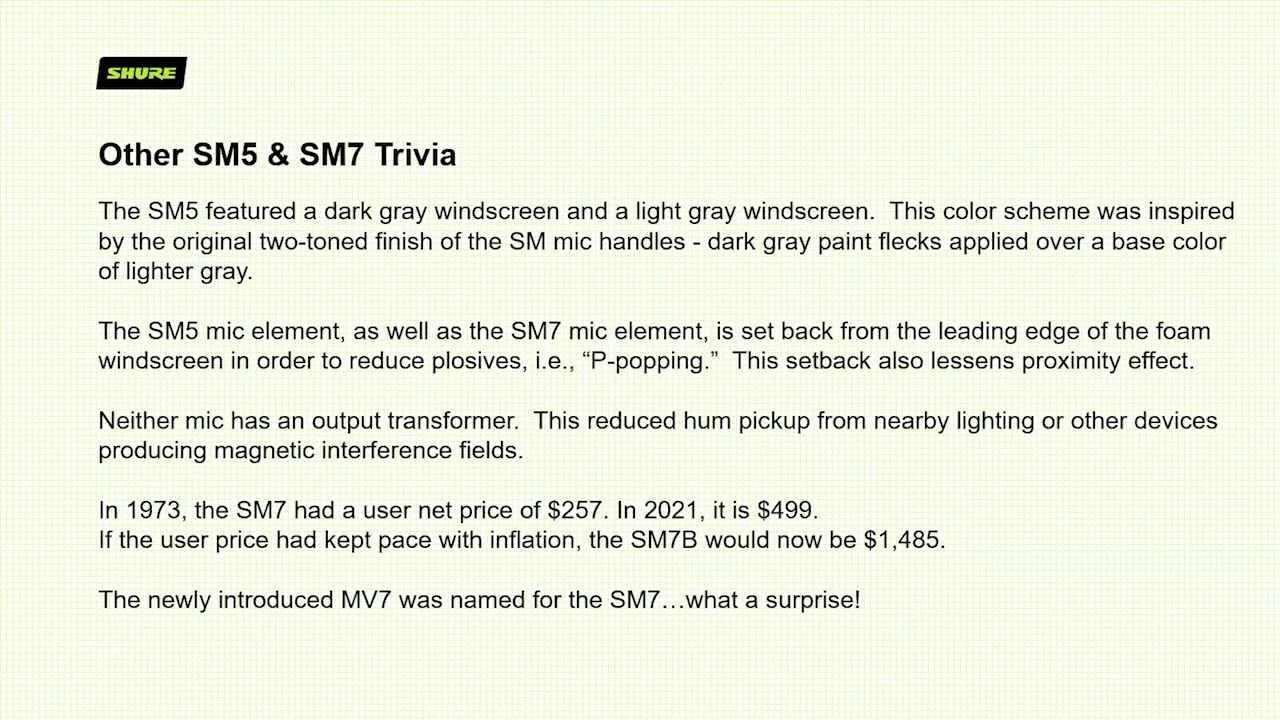 SHURE
Other SM5 & SM7 Trivia
The SM5 featured a dark gray windscreen and a light gray windscreen.  This color scheme was inspired
by the original two-toned finish of the SM mic handles - dark gray paint flecks applied over a base color
of lighter gray.
The SM5 mic element, as well as the SM7 mic element, is set back from the leading edge of the foam
windscreen in order to reduce plosives, i.e., “P-popping.”  This setback also lessens proximity effect.
Neither mic has an output transformer.  This reduced hum pickup from nearby lighting or other devices
producing magnetic interference fields.
In 1973, the SM7 had a user net price of $257. In 2021, it is $499.
If the user price had kept pace with inflation, the SM7B would now be $1,485.
The newly introduced MV7 was named for the SM7…what a surprise!